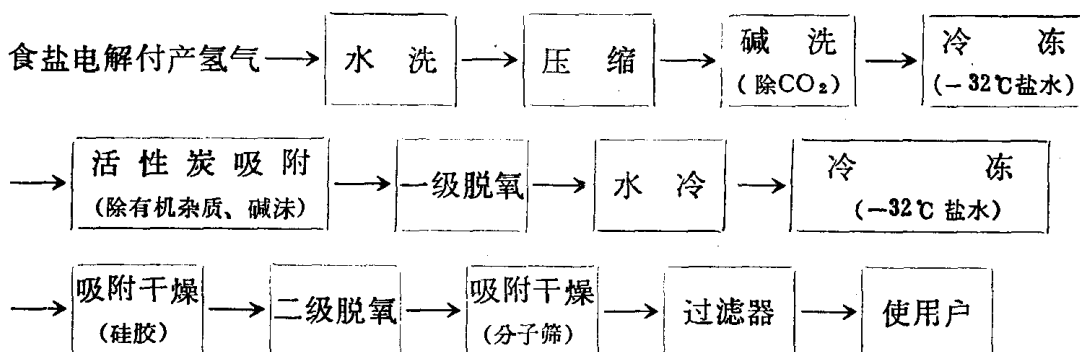 食盐电解付产氢气→水洗→压缩→碱洗→冷冻
(除CO₂) (-32℃盐水)
→活性炭吸附→一级脱氧→水冷→冷冻
(除有机杂质、碱沫) (-32℃盐水)
→吸附干燥→二级脱氧→吸附干燥→过滤器→使用户
(硅胶) (分子筛)